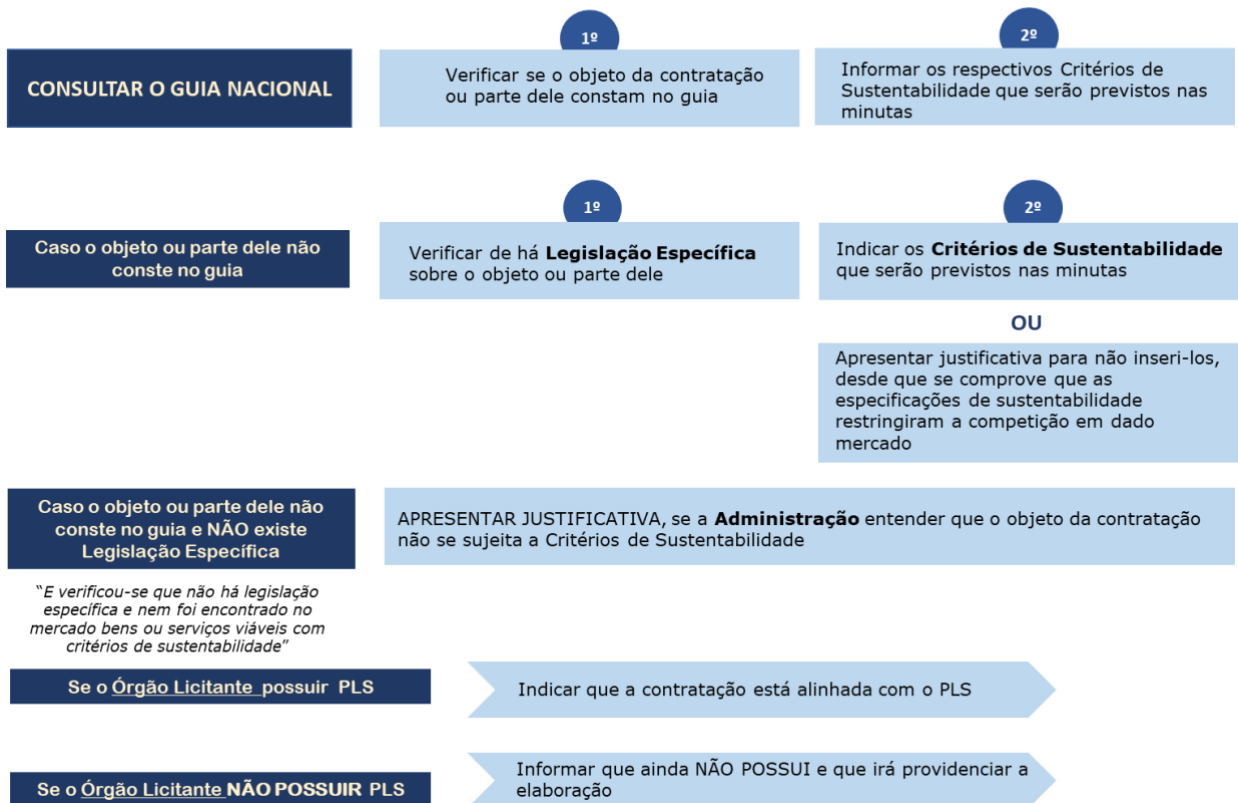 1º
2º
CONSULTAR O GUIA NACIONAL
Verificar se o objeto da contratação
ou parte dele constam no guia
Informar os respectivos Critérios de
Sustentabilidade que serão previstos nas
minutas
1º
2º
Caso o objeto ou parte dele não
conste no guia
Verificar de há Legislação Específica
sobre o objeto ou parte dele
Indicar os Critérios de Sustentabilidade
que serão previstos nas minutas
OU
Apresentar justificativa para não inseri-los,
desde que se comprove que as
especificações de sustentabilidade
restringiram a competição em dado
mercado
Caso o objeto ou parte dele não
conste no guia e NÃO existe
Legislação Específica
APRESENTAR JUSTIFICATIVA, se a Administração entender que o objeto da contratação
não se sujeita a Critérios de Sustentabilidade
"E verificou-se que não há legislação
específica e nem foi encontrado no
mercado bens ou serviços viáveis com
critérios de sustentabilidade"
Se o Órgão Licitante possuir PLS
Indicar que a contratação está alinhada com o PLS
Se o Órgão Licitante NÃO POSSUIR PLS
Informar que ainda NÃO POSSUI e que irá providenciar a
elaboração